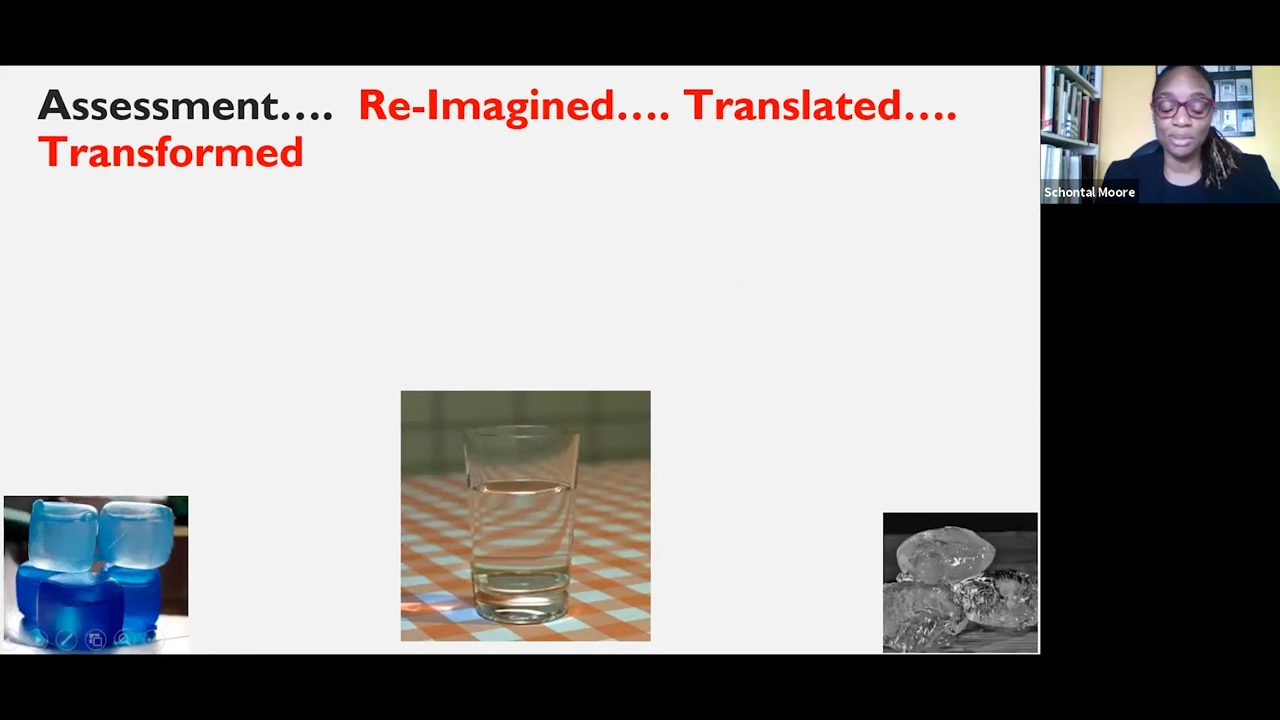 Assessment…. Re-Imagined…. Translated….
Transformed
Schontal Moore